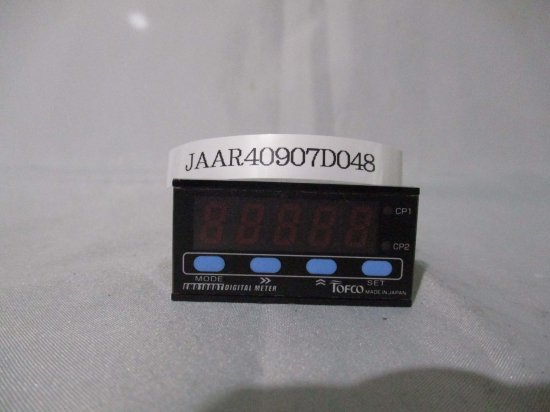 JAAR40907D048
CP1
CP2
MODE SET
DIGITAL METER TOFCO MADE IN JAPAN